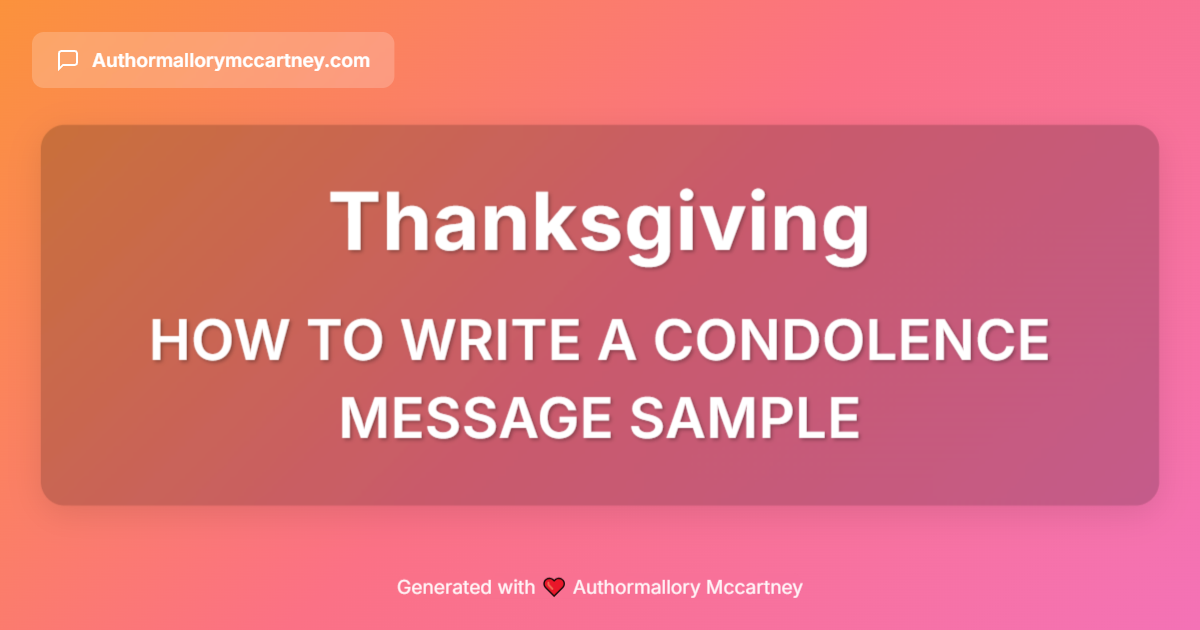 Authormallorymccartney.com
Thanksgiving
HOW TO WRITE A CONDOLENCE
MESSAGE SAMPLE
Generated with ❤️ Authormallory Mccartney